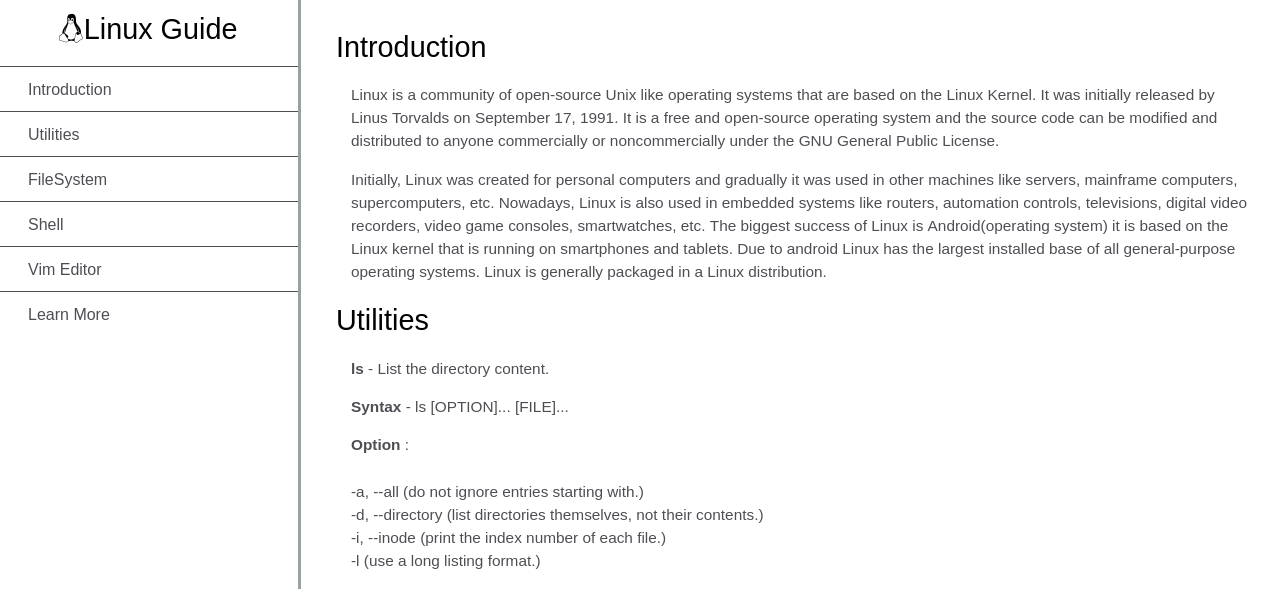 Linux Guide
Introduction
Utilities
FileSystem
Shell
Vim Editor
Learn More
Introduction
Linux is a community of open-source Unix like operating systems that are based on the Linux Kernel. It was initially released by
Linus Torvalds on September 17, 1991. It is a free and open-source operating system and the source code can be modified and
distributed to anyone commercially or noncommercially under the GNU General Public License.
Initially, Linux was created for personal computers and gradually it was used in other machines like servers, mainframe computers,
supercomputers, etc. Nowadays, Linux is also used in embedded systems like routers, automation controls, televisions, digital video
recorders, video game consoles, smartwatches, etc. The biggest success of Linux is Android(operating system) it is based on the
Linux kernel that is running on smartphones and tablets. Due to android Linux has the largest installed base of all general-purpose
operating systems. Linux is generally packaged in a Linux distribution.
Utilities
ls - List the directory content.
Syntax - ls [OPTION]... [FILE]...
Option :
-a, --all (do not ignore entries starting with.)
-d, --directory (list directories themselves, not their contents.)
-i, --inode (print the index number of each file.)
-l (use a long listing format.)